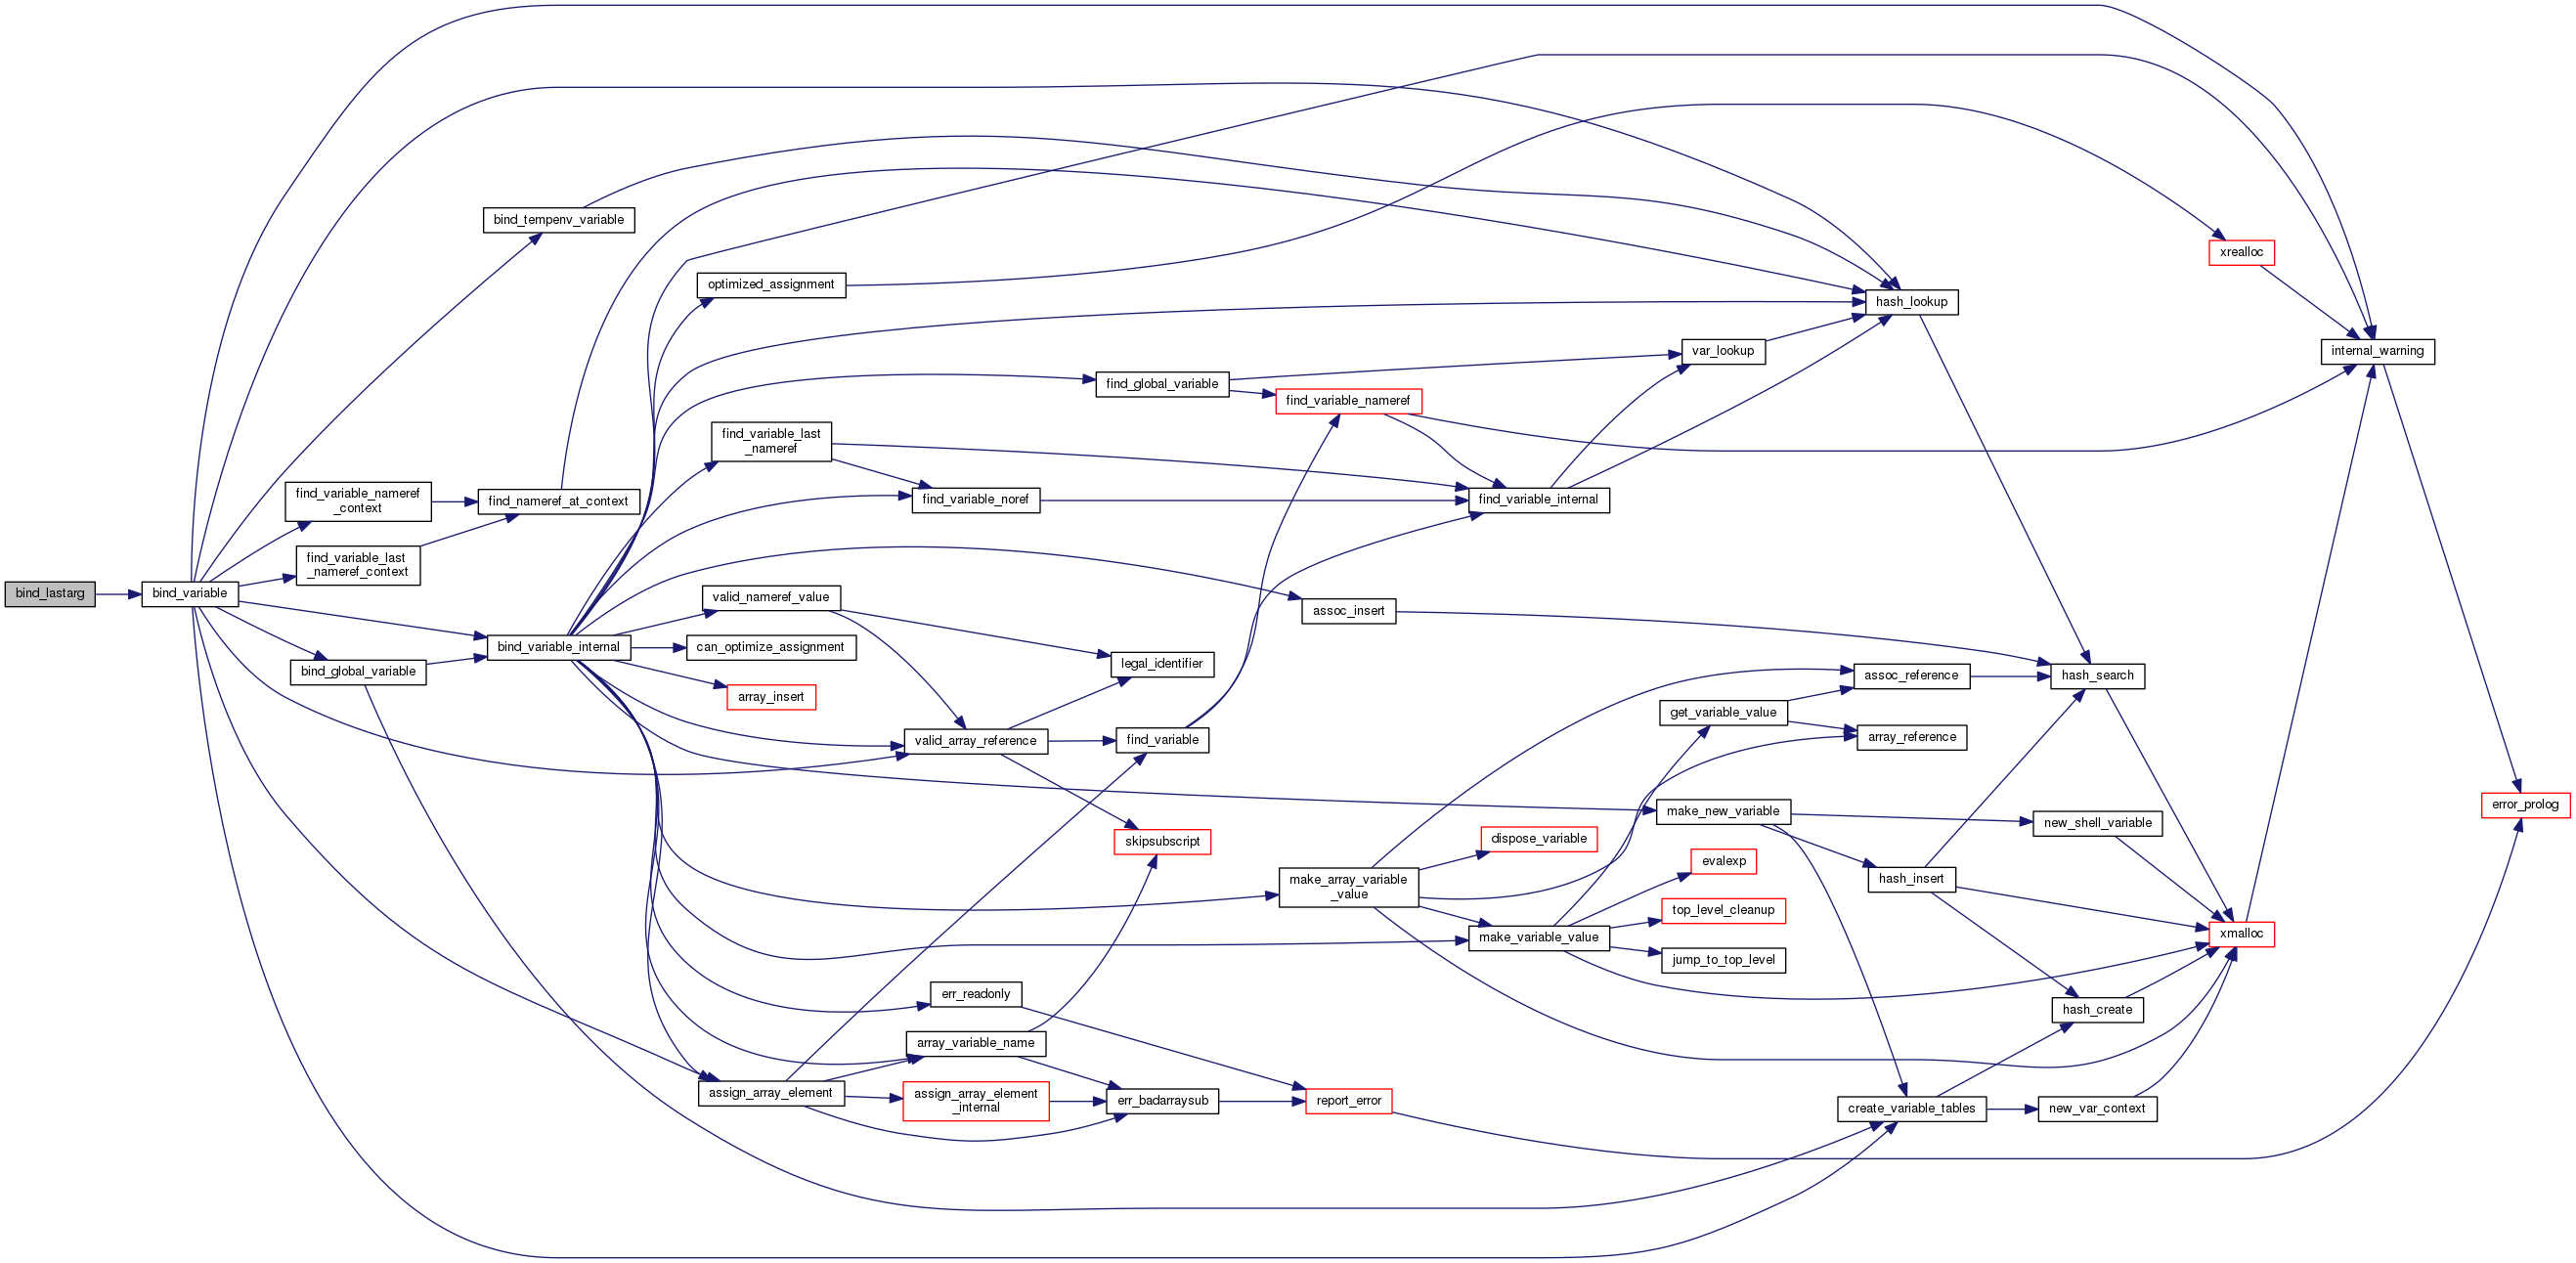 bind_lastarg
bind_variable
bind_tempenv_variable
find_variable_nameref
_context
find_variable_last
_nameref_context
bind_global_variable
find_nameref_at_context
bind_variable_internal
optimized_assignment
find_variable_last
_nameref
find_variable_noref
valid_nameref_value
can_optimize_assignment
array_insert
valid_array_reference
err_readonly
array_variable_name
assign_array_element
assign_array_element
_internal
find_global_variable
legal_identifier
find_variable
skipsubscript
err_badarraysub
find_variable_nameref
find_variable_internal
assoc_insert
make_array_variable
_value
report_error
dispose_variable
make_variable_value
var_lookup
get_variable_value
make_new_variable
evalexp
top_level_cleanup
jump_to_top_level
hash_lookup
assoc_reference
array_reference
hash_insert
create_variable_tables
hash_search
new_shell_variable
hash_create
new_var_context
xrealloc
xmalloc
internal_warning
error_prolog